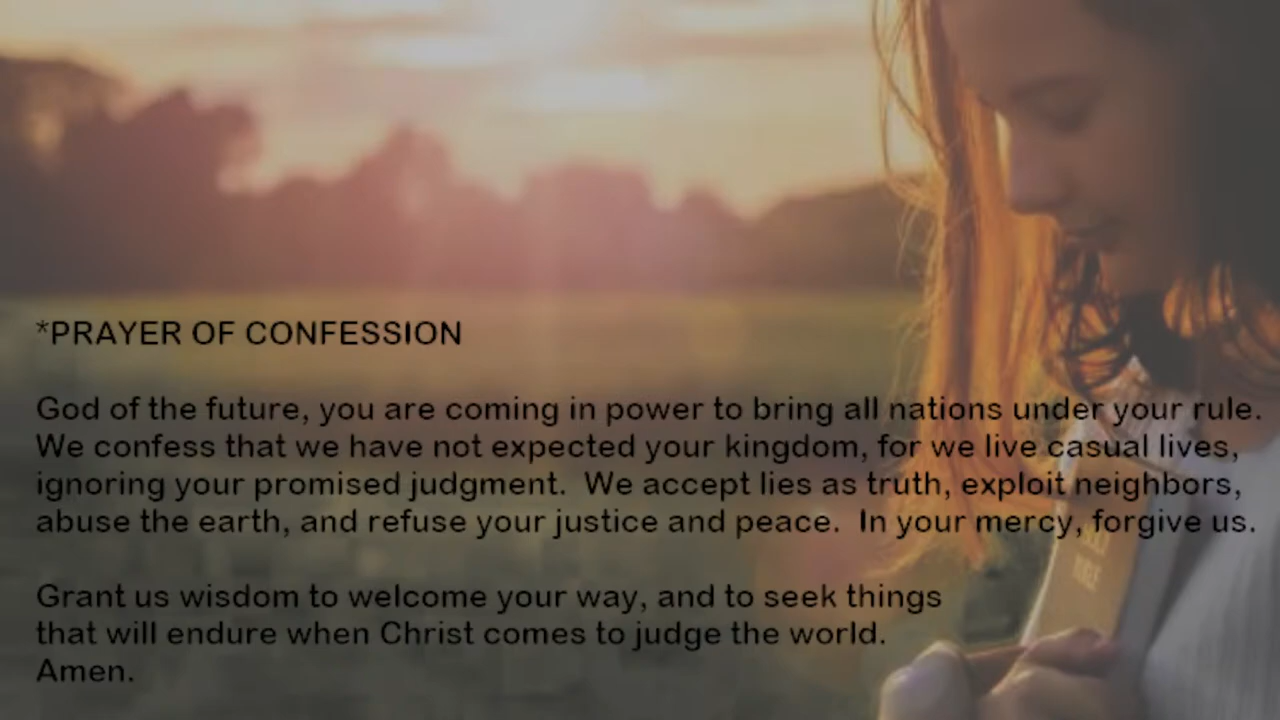 *PRAYER OF CONFESSION
God of the future, you are coming in power to bring all nations under your rule.
We confess that we have not expected your kingdom, for we live casual lives,
ignoring your promised judgment.  We accept lies as truth, exploit neighbors,
abuse the earth, and refuse your justice and peace.  In your mercy, forgive us.
Grant us wisdom to welcome your way, and to seek things
that will endure when Christ comes to judge the world.
Amen.
BIBLE